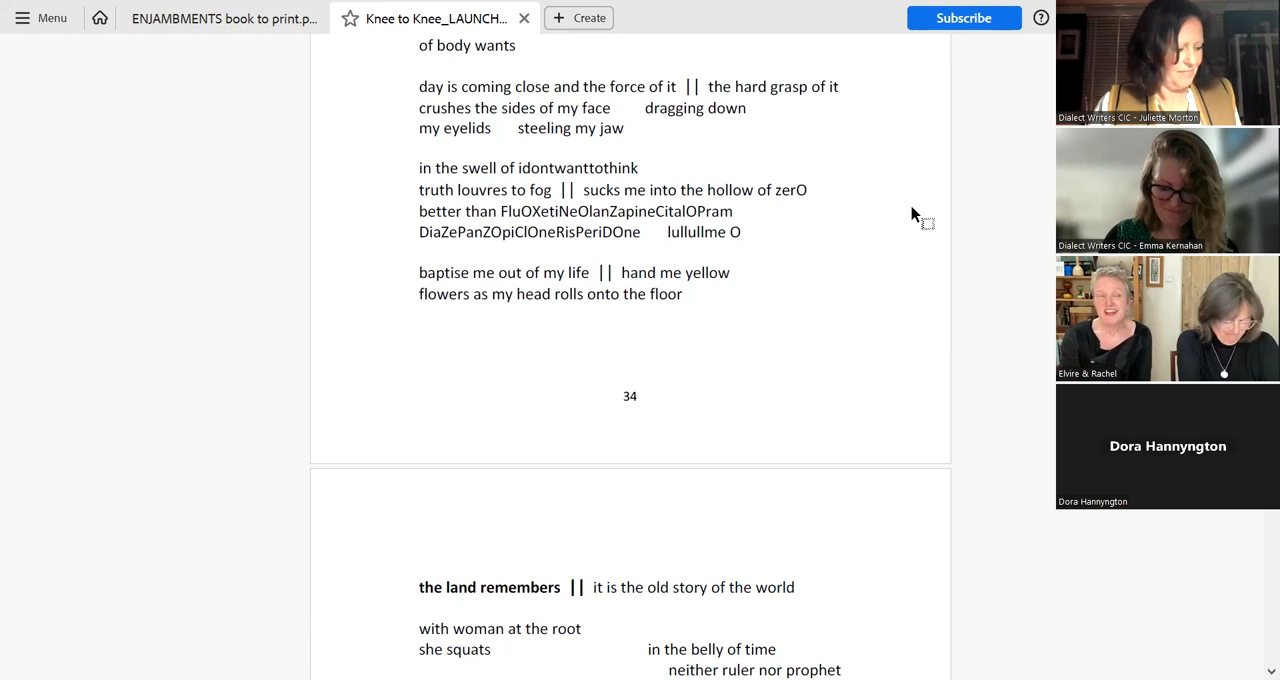 Menu
ENJAMBMENTS book to print.p...
Knee to Knee_LAUNCH...
Create
Subscribe
of body wants
day is coming close and the force of it || the hard grasp of it
crushes the sides of my face dragging down
my eyelids steeling my jaw
in the swell of idontwanttothink
truth louvres to fog || sucks me into the hollow of zerO
better than FluOXetiNeOlanZapineCitalOPram
DiaZePanZOpiClOneRisPeriDOne lullullme O
baptise me out of my life || hand me yellow
flowers as my head rolls onto the floor
34
the land remembers || it is the old story of the world
with woman at the root
she squats in the belly of time
neither ruler nor prophet
Dialect Writers CIC - Juliette Morton
Dialect Writers CIC - Emma Kernahan
Elvire & Rachel
Dora Hannyngton
Dora Hannyngton